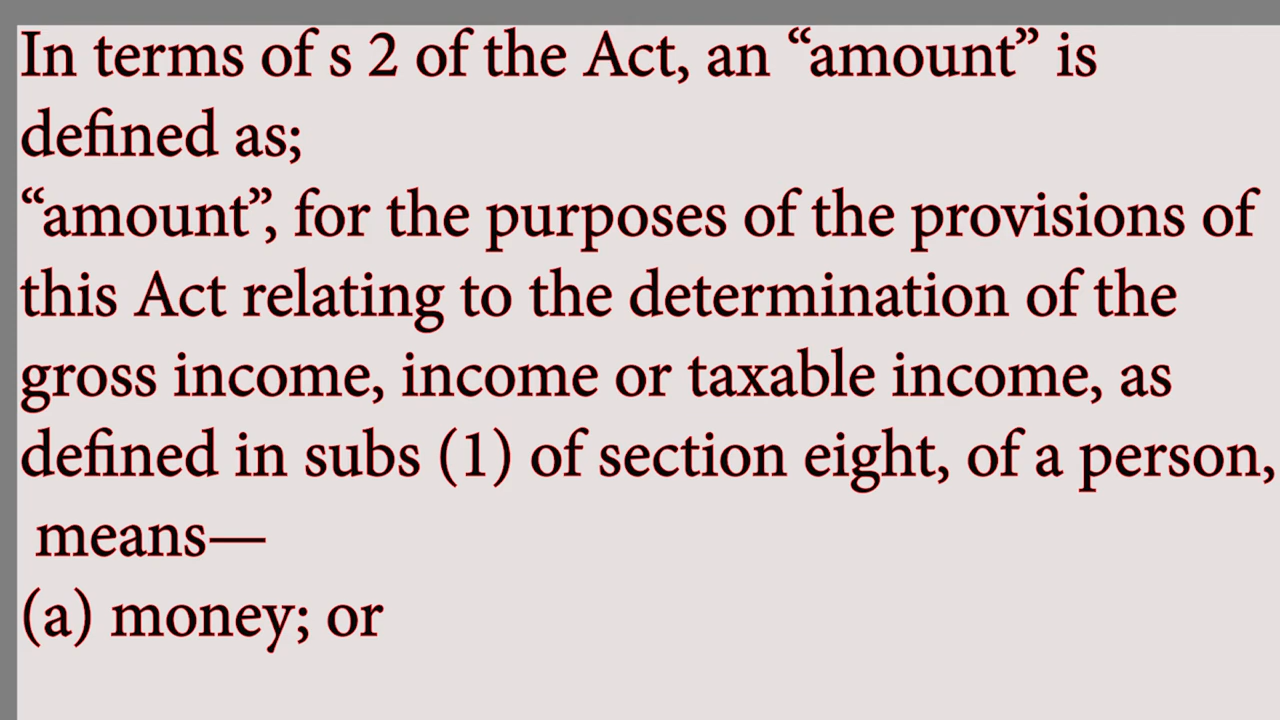 In terms of s 2 of the Act, an “amount” is
defined as;
“amount”, for the purposes of the provisions of
this Act relating to the determination of the
gross income, income or taxable income, as
defined in subs (1) of section eight, of a person,
means—
(a) money; or